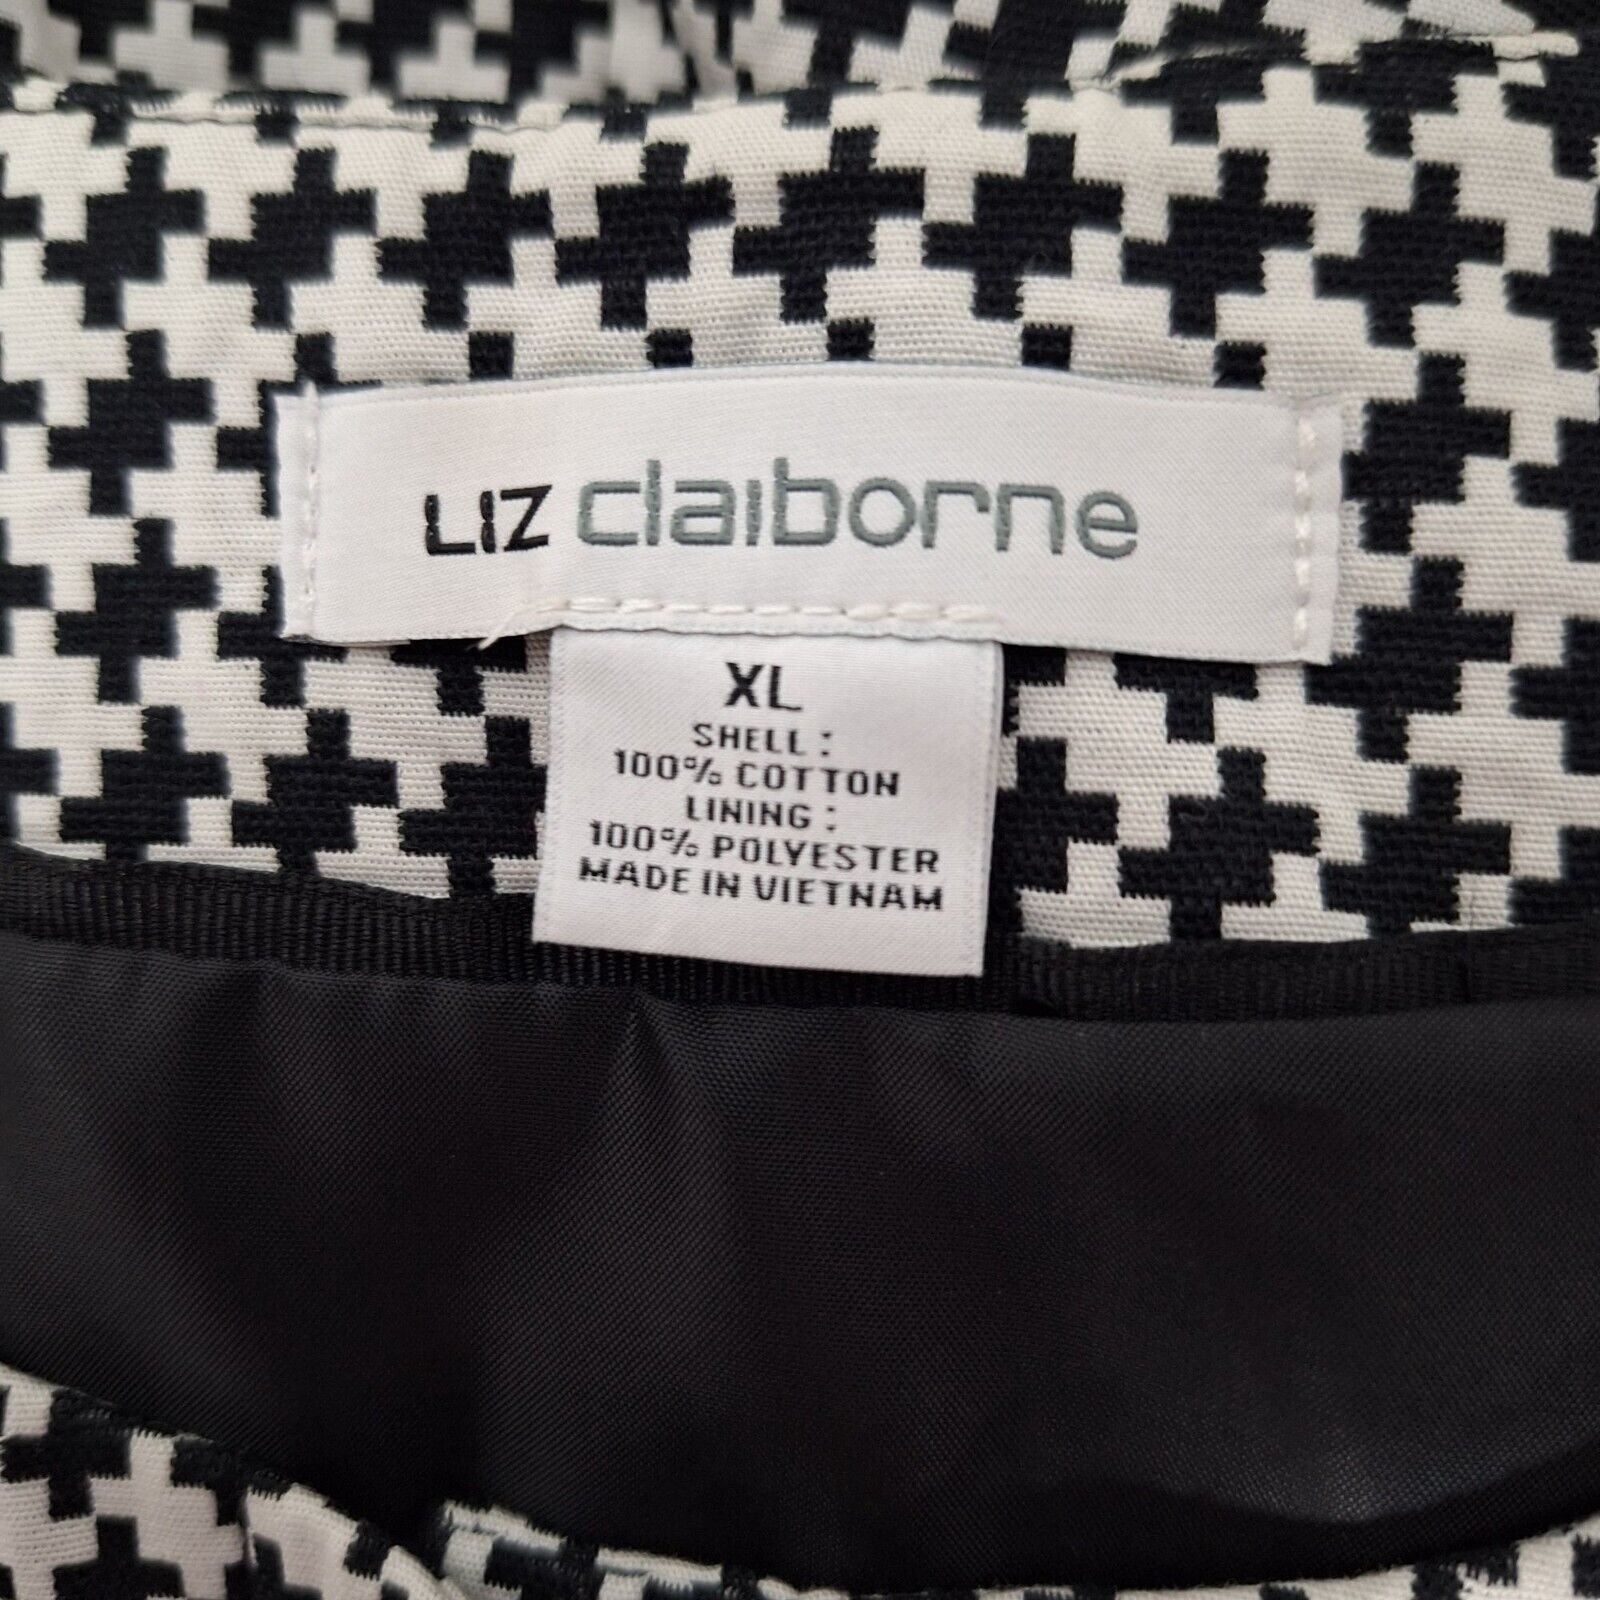 LIZ claiborne
XL
SHELL :
100% COTTON
LINING :
100% POLYESTER
MADE IN VIETNAM